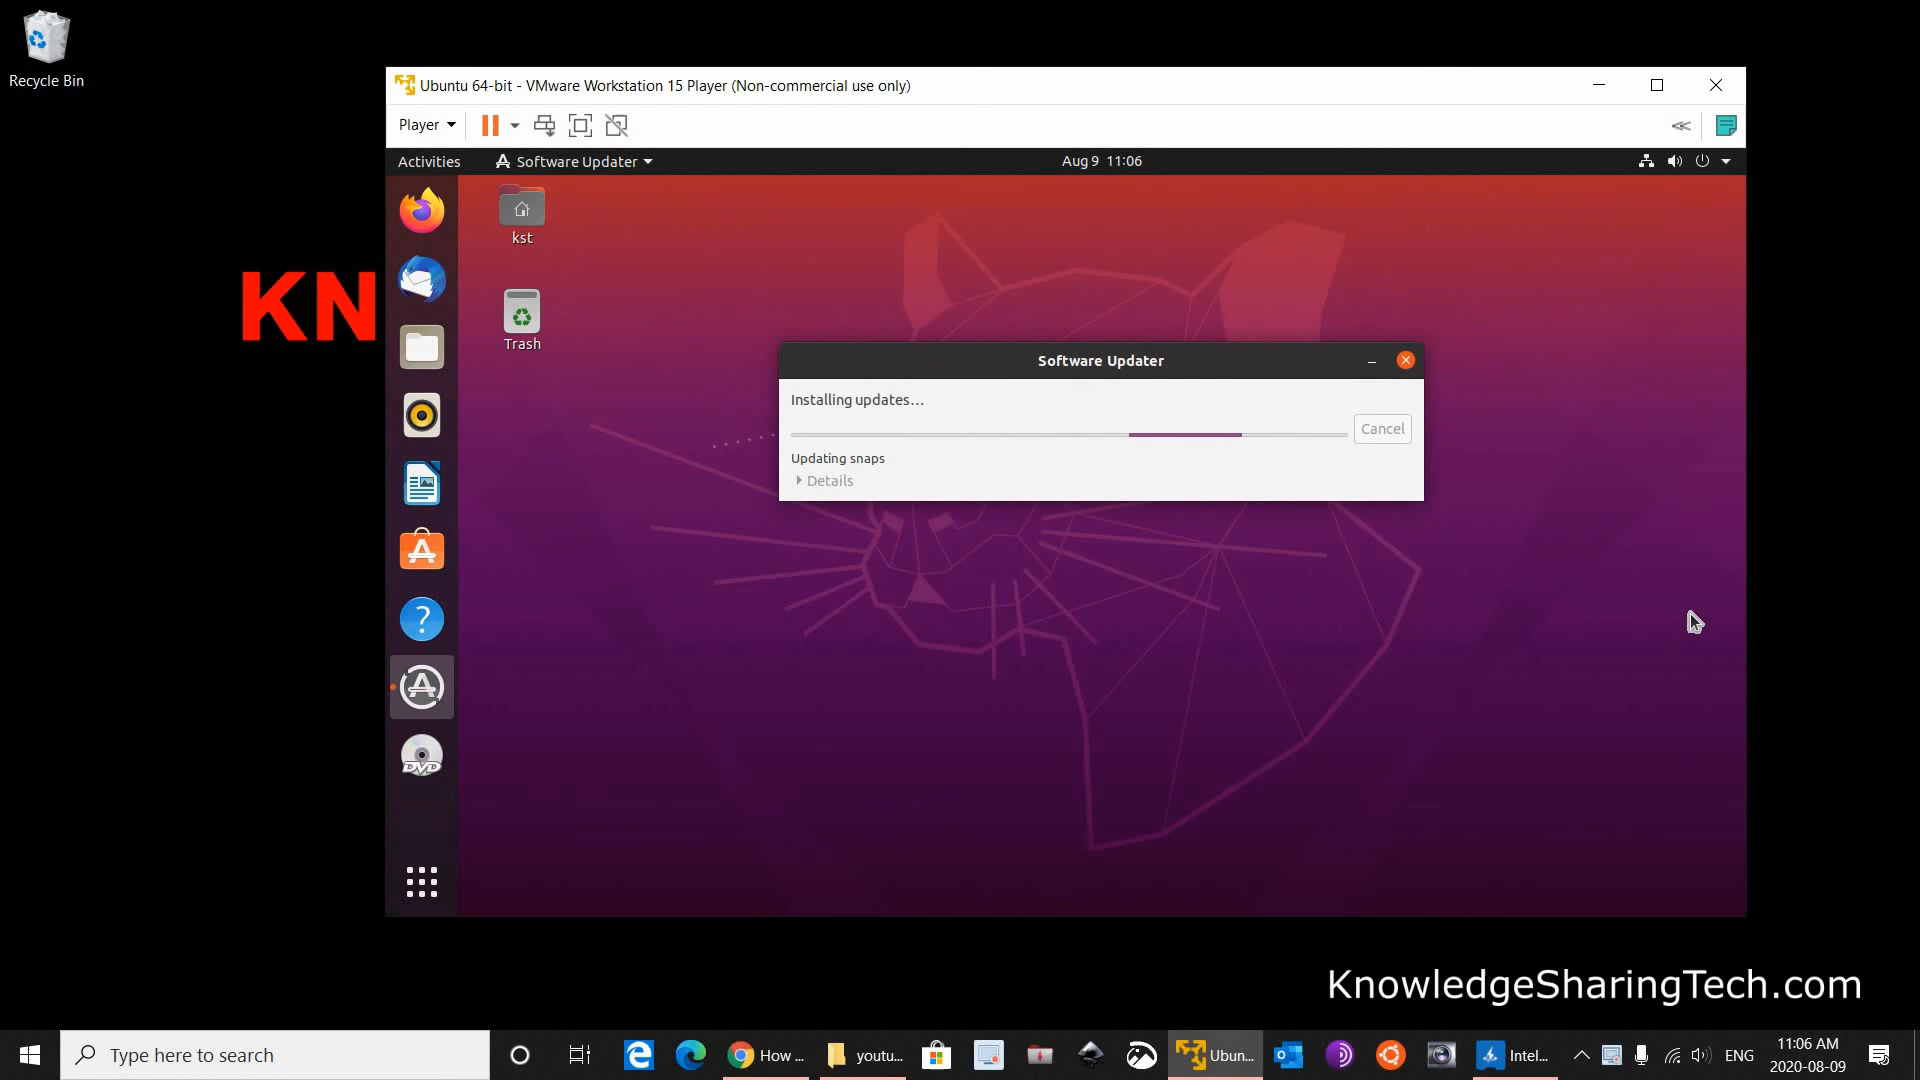 Recycle Bin
KN
Ubuntu 64-bit - VMware Workstation 15 Player (Non-commercial use only)
Player
Activities
Software Updater
Aug 9 11:06
kst
Trash
Software Updater
Installing updates...
Cancel
Updating snaps
Details
DVD
KnowledgeSharingTech.com
Type here to search
How ...
youtu...
Ubun...
Intel...
ENG
11:06 AM
2020-08-09